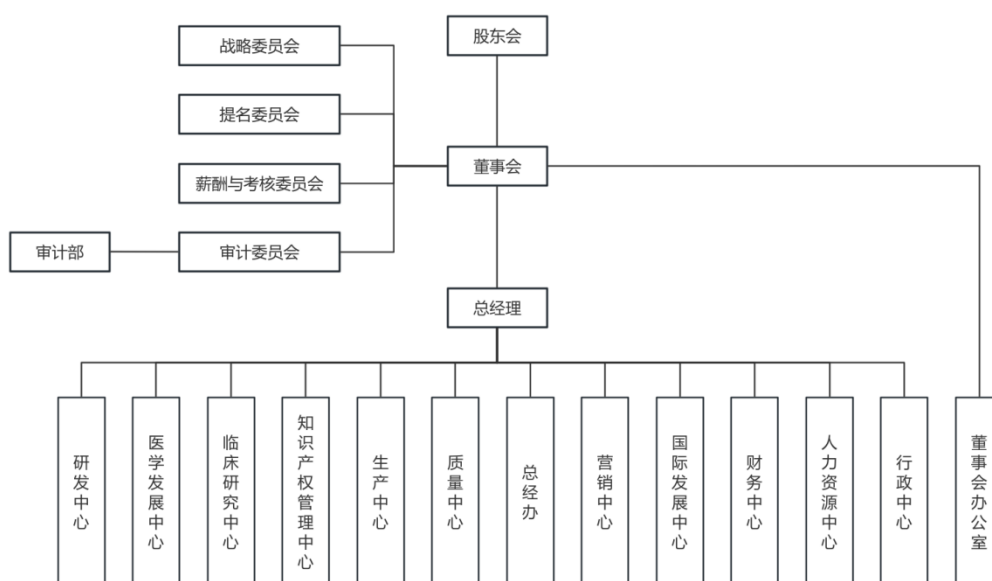 战略委员会
股东会
提名委员会
董事会
薪酬与考核委员会
审计部
审计委员会
总经理
研发中心
医学发展中心
临床研究中心
知识产权管理中心
生产中心
质量中心
总经办
营销中心
国际发展中心
财务中心
人力资源中心
行政中心
董事会办公室